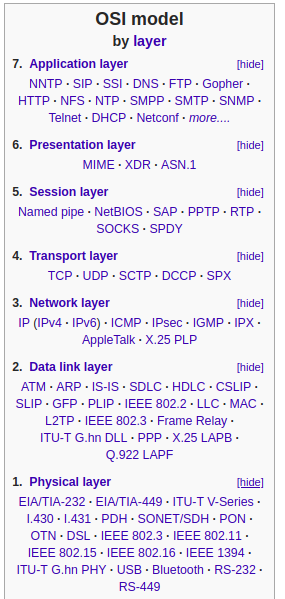 OSI model
by layer
7. Application layer [hide]
NNTP · SIP · SSI · DNS · FTP · Gopher ·
HTTP · NFS · NTP · SMPP · SMTP · SNMP ·
Telnet · DHCP · Netconf · more....
6. Presentation layer [hide]
MIME · XDR · ASN.1
5. Session layer [hide]
Named pipe · NetBIOS · SAP · PPTP · RTP ·
SOCKS · SPDY
4. Transport layer [hide]
TCP · UDP · SCTP · DCCP · SPX
3. Network layer [hide]
IP (IPv4 · IPv6) · ICMP · IPsec · IGMP · IPX ·
AppleTalk · X.25 PLP
2. Data link layer [hide]
ATM · ARP · IS-IS · SDLC · HDLC · CSLIP ·
SLIP · GFP · PLIP · IEEE 802.2 · LLC · MAC ·
L2TP · IEEE 802.3 · Frame Relay ·
ITU-T G.hn DLL · PPP · X.25 LAPB ·
Q.922 LAPF
1. Physical layer [hide]
EIA/TIA-232 · EIA/TIA-449 · ITU-T V-Series ·
I.430 · I.431 · PDH · SONET/SDH · PON ·
OTN · DSL · IEEE 802.3 · IEEE 802.11 ·
IEEE 802.15 · IEEE 802.16 · IEEE 1394 ·
ITU-T G.hn PHY · USB · Bluetooth · RS-232 ·
RS-449